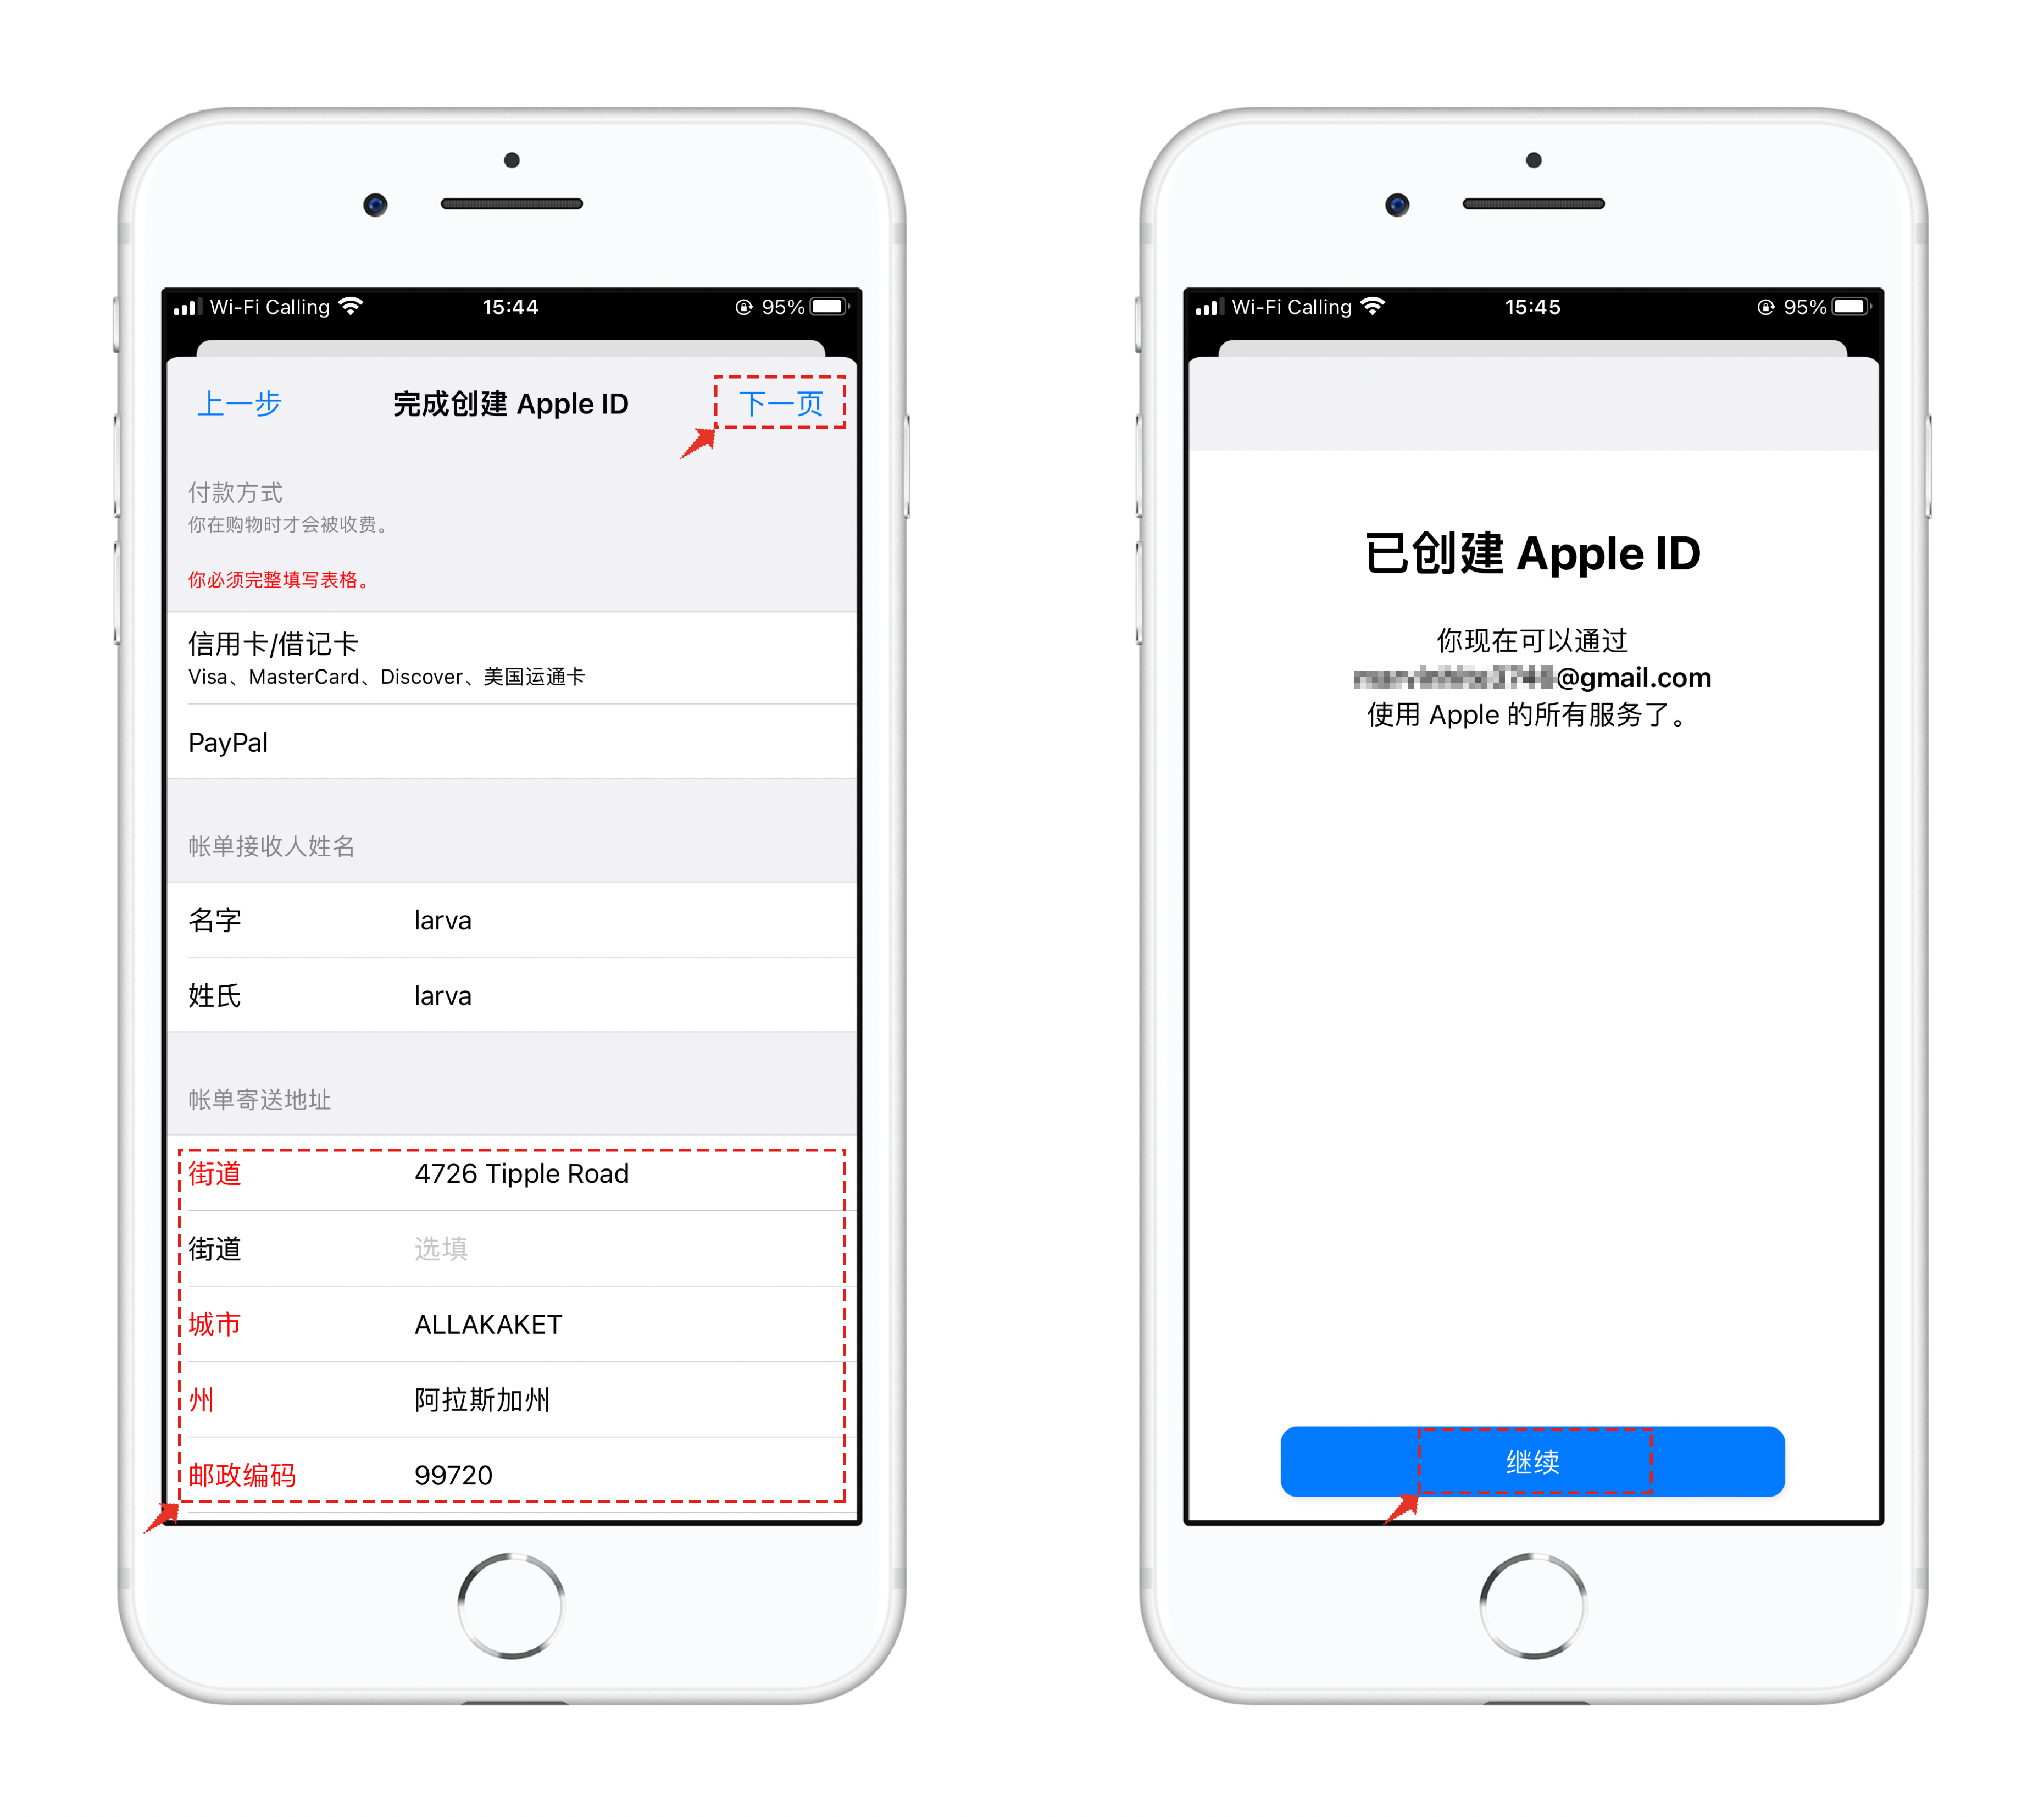 Wi-Fi Calling 15:44 95%
上一步 完成创建 Apple ID 下一页
付款方式
你在购物时才会被收费。
你必须完整填写表格。
信用卡/借记卡
Visa、MasterCard、Discover、美国运通卡
PayPal
帐单接收人姓名
名字 larva
姓氏 larva
帐单寄送地址
街道 4726 Tipple Road
街道 选填
城市 ALLAKAKET
州 阿拉斯加州
邮政编码 99720
Wi-Fi Calling 15:45 95%
已创建 Apple ID
你现在可以通过
@gmail.com
使用 Apple 的所有服务了。
继续